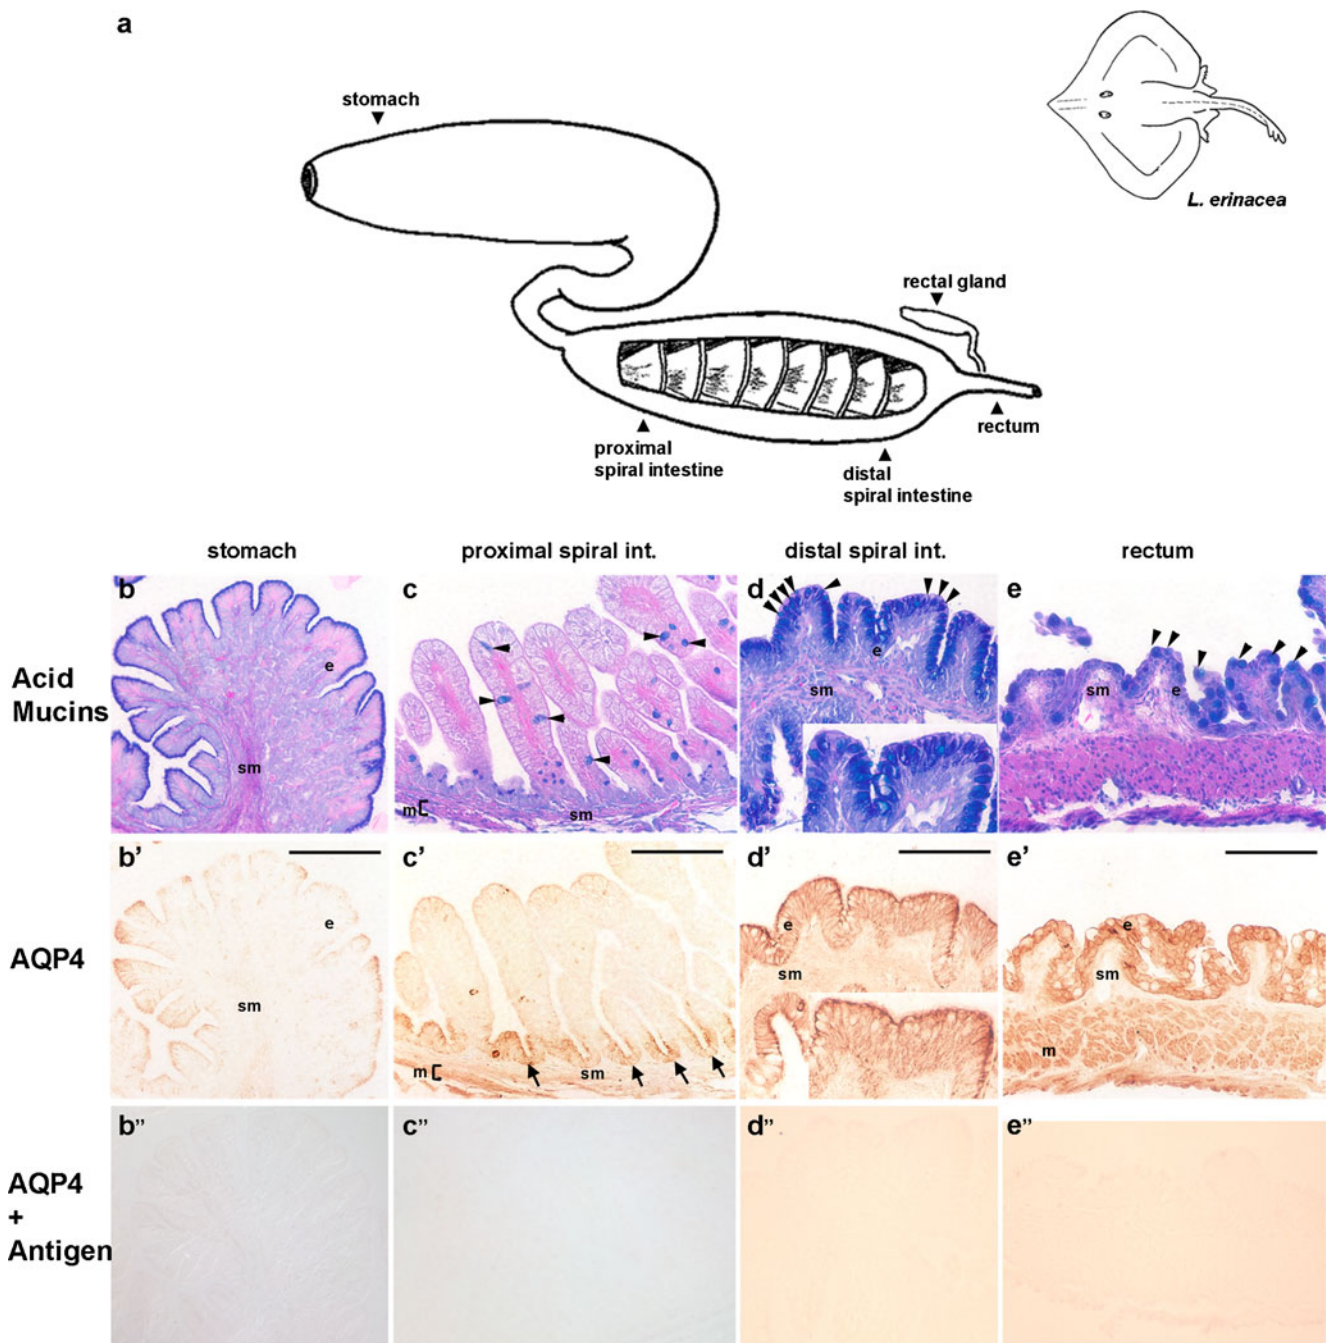 a
stomach
L. erinacea
rectal gland
rectum
proximal
spiral intestine
distal
spiral intestine
stomach
proximal spiral int.
distal spiral int.
rectum
Acid
Mucins
b
e
sm
c
m
sm
d
e
sm
e
sm
e
AQP4
b'
e
sm
c'
m
sm
d'
e
sm
e'
e
sm
m
AQP4
+
Antigen
b"
c"
d"
e"